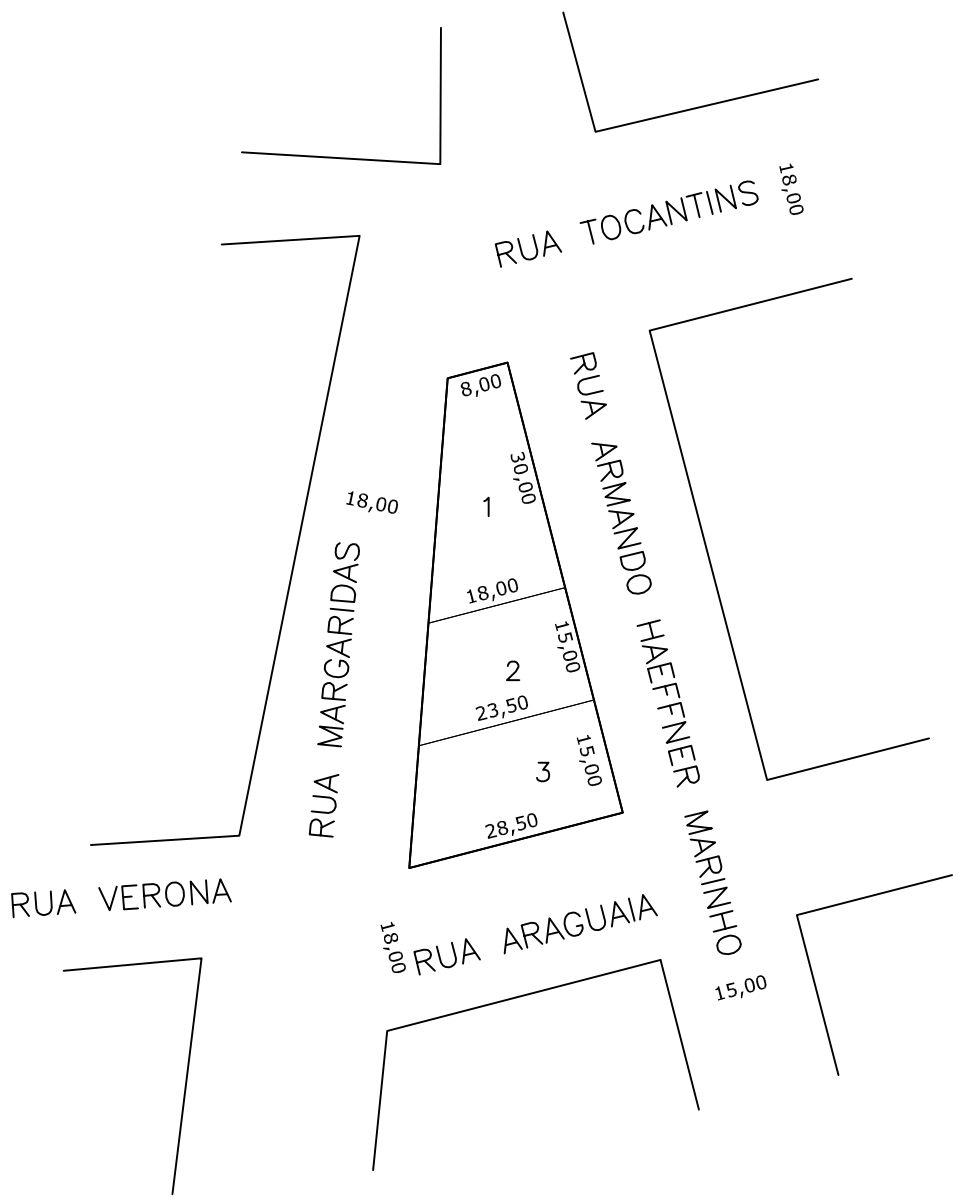 RUA TOCANTINS
18,00
8,00
RUA ARMANDO HAEFFNER MARINHO
30,00
1
18,00
RUA MARGARIDAS
18,00
15,00
2
23,50
15,00
3
28,50
RUA VERONA
18,00
RUA ARAGUAIA
15,00